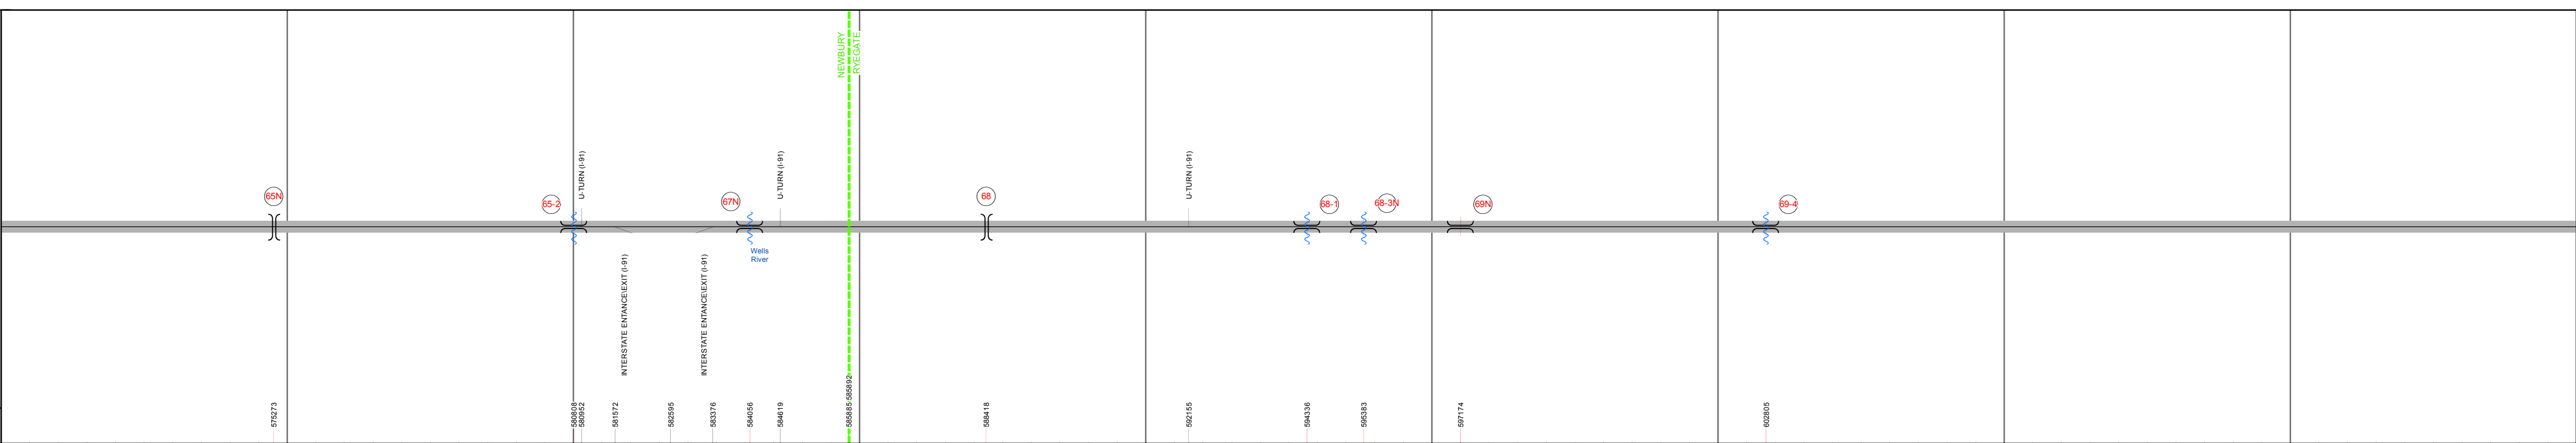 NEWBURY
RYEGATE
65N
65-2
U-TURN (I-91)
67N
U-TURN (I-91)
68
U-TURN (I-91)
68-1
68-3N
69N
69-4
Wells
River
INTERSTATE ENTANCE\EXIT (I-91)
INTERSTATE ENTANCE\EXIT (I-91)
575273
580808
580952
581572
582595
583376
584056
584619
585885 585892
588418
592155
594336
595383
597174
602805